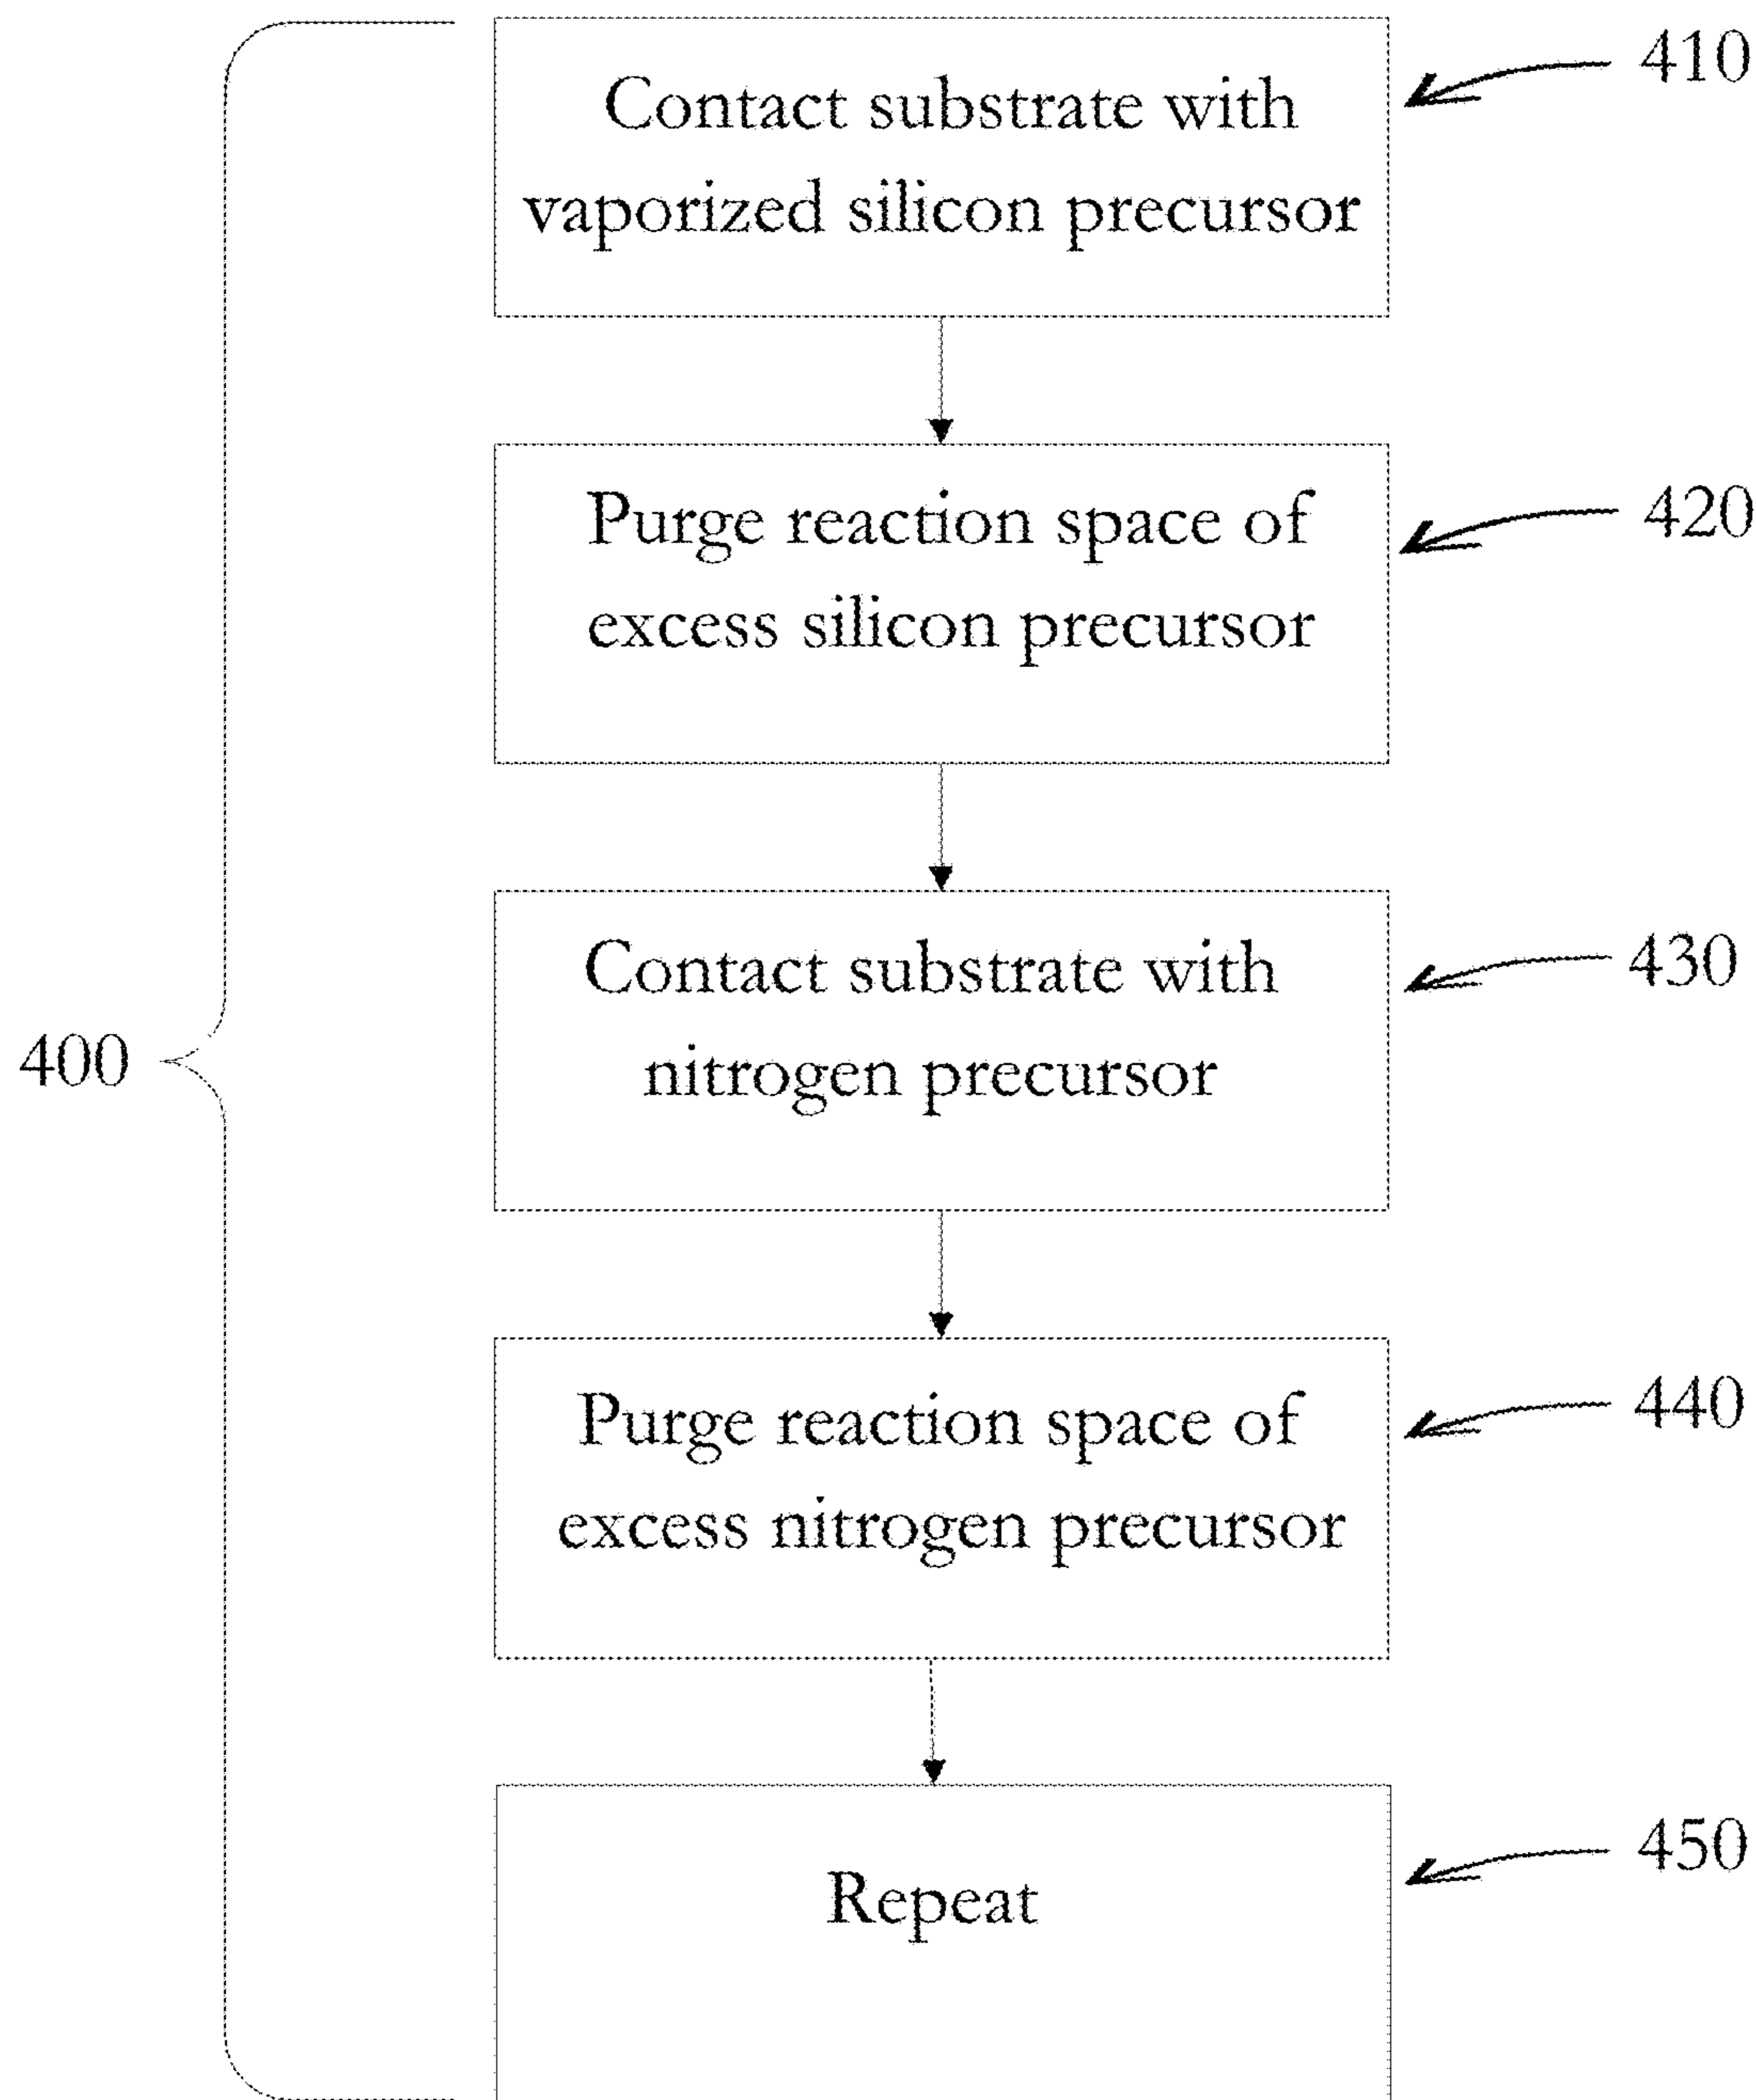 Contact substrate with
vaporized silicon precursor
410
Purge reaction space of
excess silicon precursor
420
Contact substrate with
nitrogen precursor
430
400
Purge reaction space of
excess nitrogen precursor
440
Repeat
450